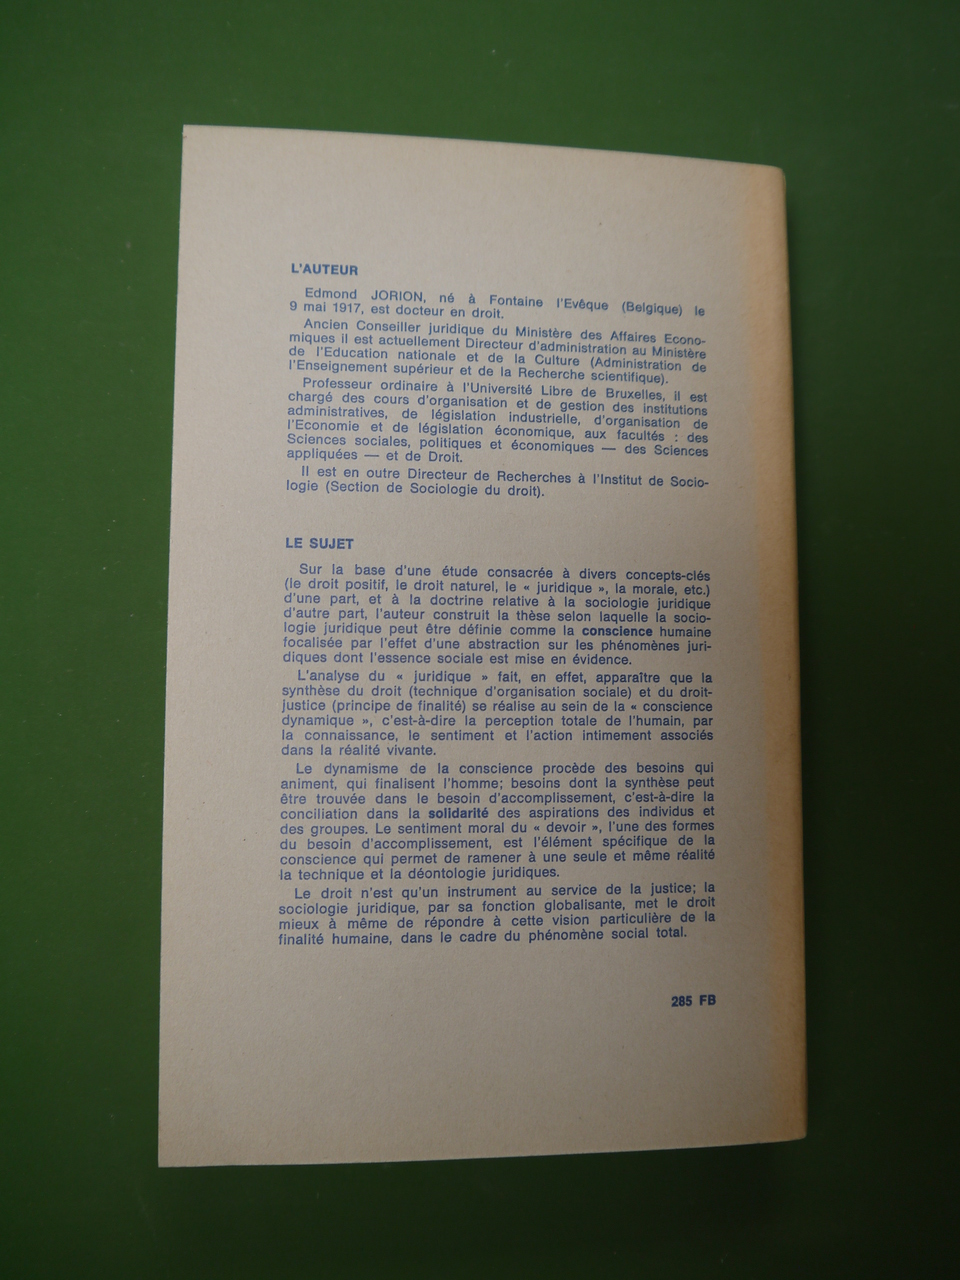 L'AUTEUR
Edmond JORION, né à Fontaine l'Evêque (Belgique) le
9 mai 1917, est docteur en droit.
Ancien Conseiller juridique du Ministère des Affaires Econo-
miques il est actuellement Directeur d'administration au Ministère
de l'Education nationale et de la Culture (Administration de
l'Enseignement supérieur et de la Recherche scientifique).
Professeur ordinaire à l'Université Libre de Bruxelles, il est
chargé des cours d'organisation et de gestion des institutions
administratives, de législation industrielle, d'organisation de
l'Economie et de législation économique, aux facultés : des
Sciences sociales, politiques et économiques — des Sciences
appliquées — et de Droit.
Il est en outre Directeur de Recherches à l'Institut de Socio-
logie (Section de Sociologie du droit).
LE SUJET
Sur la base d'une étude consacrée à divers concepts-clés
(le droit positif, le droit naturel, le « juridique », la morale, etc.)
d'une part, et à la doctrine relative à la sociologie juridique
d'autre part, l'auteur construit la thèse selon laquelle la socio-
logie juridique peut être définie comme la conscience humaine
focalisée par l'effet d'une abstraction sur les phénomènes juri-
diques dont l'essence sociale est mise en évidence.
L'analyse du « juridique » fait, en effet, apparaître que la
synthèse du droit (technique d'organisation sociale) et du droit-
justice (principe de finalité) se réalise au sein de la « conscience
dynamique », c'est-à-dire la perception totale de l'humain, par
la connaissance, le sentiment et l'action intimement associés
dans la réalité vivante.
Le dynamisme de la conscience procède des besoins qui
animent, qui finalisent l'homme; besoins dont la synthèse peut
être trouvée dans le besoin d'accomplissement, c'est-à-dire la
conciliation dans la solidarité des aspirations des individus et
des groupes. Le sentiment moral du « devoir », l'une des formes
du besoin d'accomplissement, est l'élément spécifique de la
conscience qui permet de ramener à une seule et même réalité
la technique et la déontologie juridiques.
Le droit n'est qu'un instrument au service de la justice; la
sociologie juridique, par sa fonction globalisante, met le droit
mieux à même de répondre à cette vision particulière de la
finalité humaine, dans le cadre du phénomène social total.
285 FB